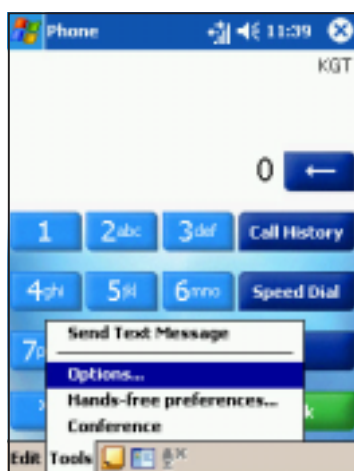 Phone 11:39
KGT
0
1 2abc 3def Call History
4ghi 5jkl 6mno Speed Dial
Send Text Message
7p
Options...
Hands-free preferences...
Conference
k
Edit Tools